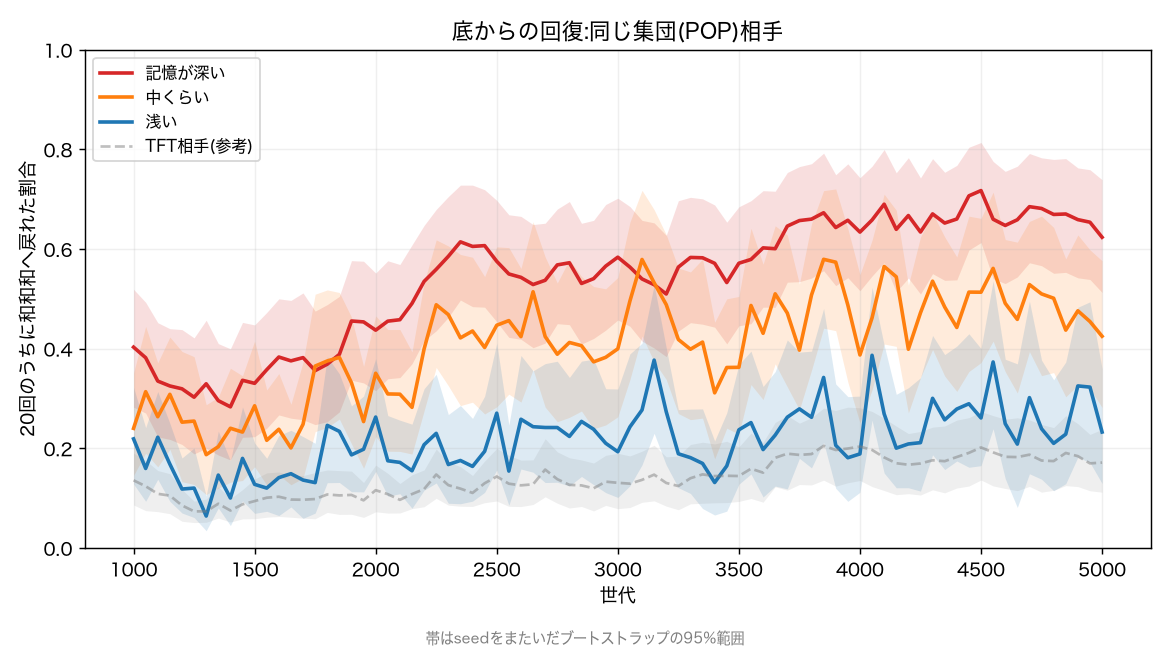 底からの回復:同じ集団(POP)相手
20回のうちに和和和へ戻れた割合
1.0
0.8
0.6
0.4
0.2
0.0
記憶が深い
中くらい
浅い
TFT相手(参考)
1000 1500 2000 2500 3000 3500 4000 4500 5000
世代
帯はseedをまたいだブートストラップの95%範囲